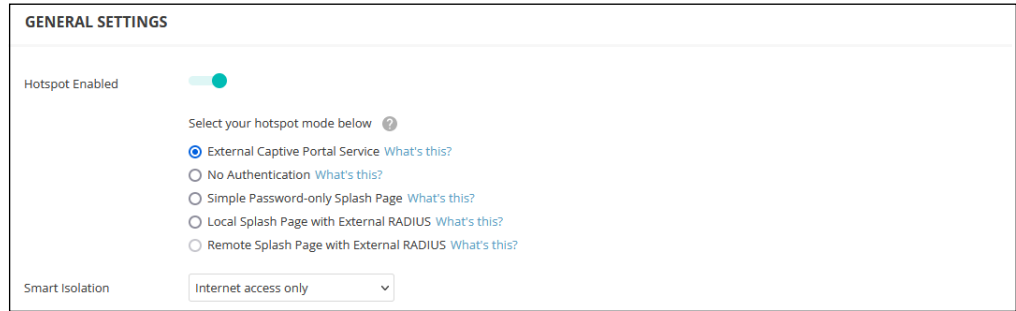 GENERAL SETTINGS
Hotspot Enabled
Select your hotspot mode below ?
External Captive Portal Service What's this?
No Authentication What's this?
Simple Password-only Splash Page What's this?
Local Splash Page with External RADIUS What's this?
Remote Splash Page with External RADIUS What's this?
Smart Isolation Internet access only